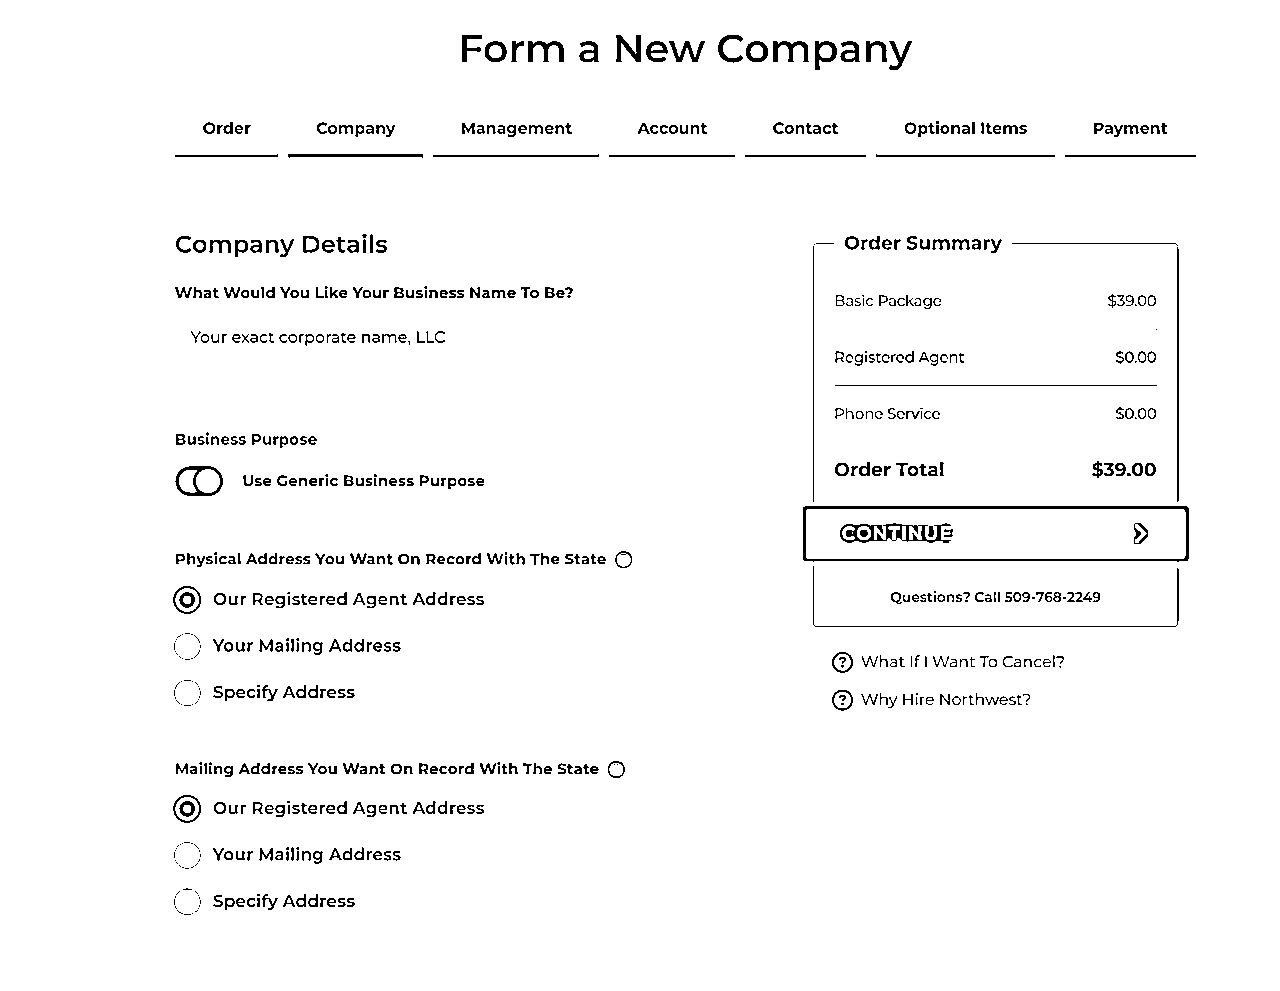 Form a New Company
Order
Company
Management
Account
Contact
Optional Items
Payment
Company Details
What Would You Like Your Business Name To Be?
Your exact corporate name, LLC
Business Purpose
Use Generic Business Purpose
Physical Address You Want On Record With The State
Our Registered Agent Address
Your Mailing Address
Specify Address
Mailing Address You Want On Record With The State
Our Registered Agent Address
Your Mailing Address
Specify Address
Order Summary
Basic Package $39.00
Registered Agent $0.00
Phone Service $0.00
Order Total $39.00
CONTINUE
Questions? Call 509-768-2249
What If I Want To Cancel?
Why Hire Northwest?